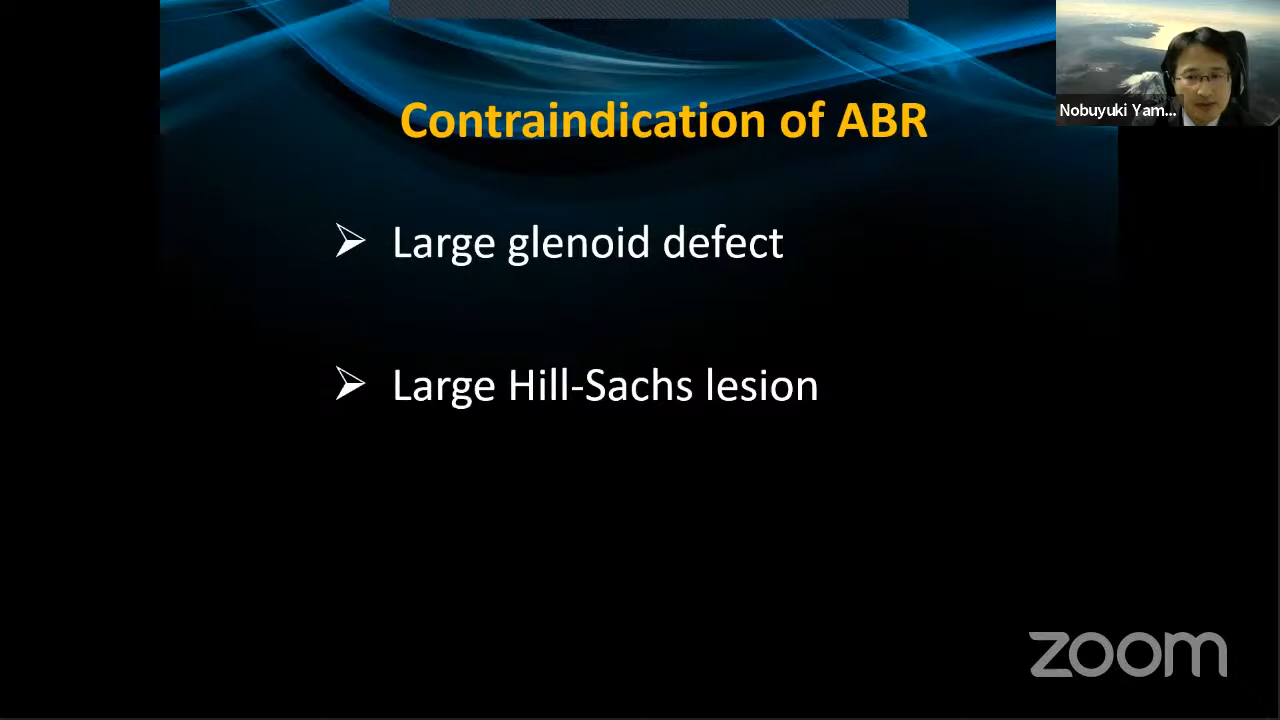 Contraindication of ABR
Nobuyuki Yam...
Large glenoid defect
Large Hill-Sachs lesion
zoom